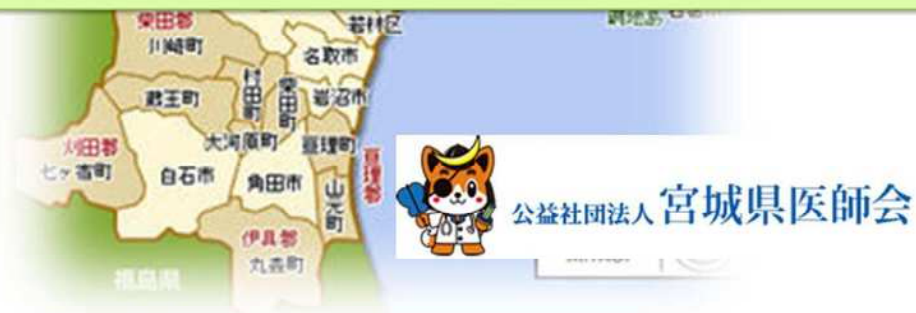 柴田郡
川崎町
若林区
名取市
村田町
柴田町
蔵王町
岩沼市
大河原町
亘理町
亘理郡
刈田郡
七ヶ宿町
白石市
角田市
山元町
伊具郡
丸森町
福島県
公益社団法人 宮城県医師会